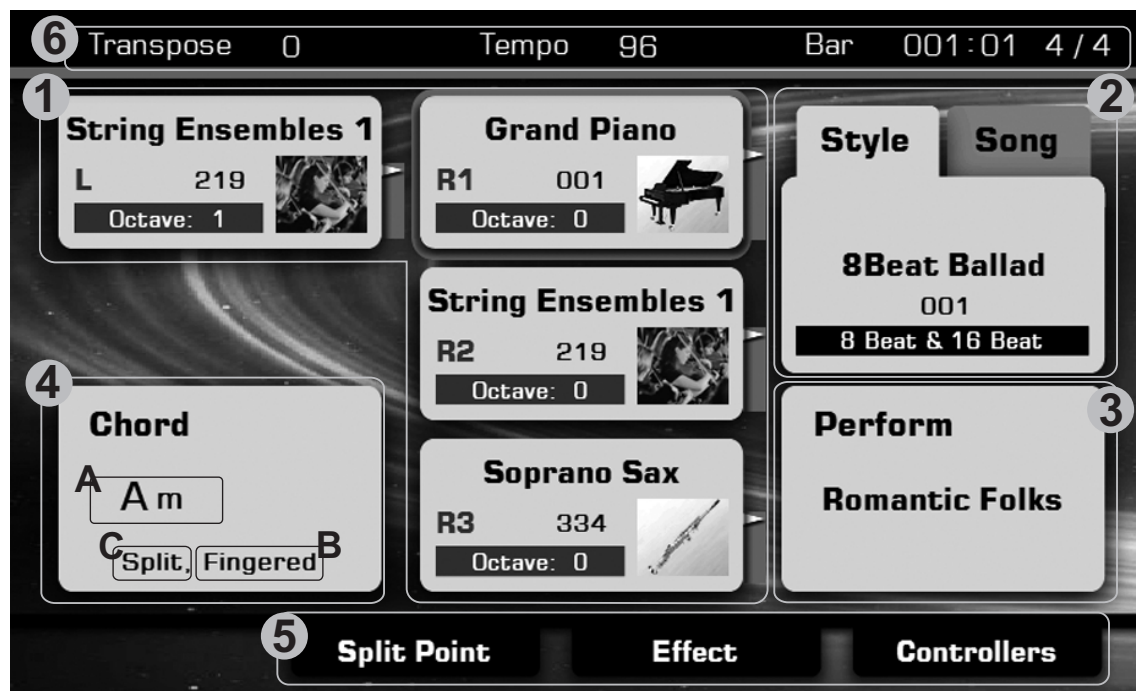 6 Transpose 0 Tempo 96 Bar 001:01 4/4
1
String Ensembles 1
L 219
Octave: 1
Grand Piano
R1 001
Octave: 0
String Ensembles 1
R2 219
Octave: 0
Soprano Sax
R3 334
Octave: 0
2
Style Song
8Beat Ballad
001
8 Beat & 16 Beat
3
Perform
Romantic Folks
4
Chord
A Am
C Split, Fingered B
5 Split Point Effect Controllers